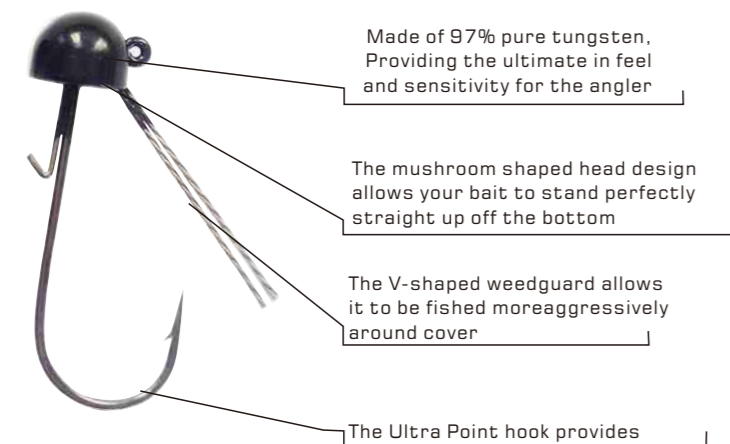 Made of 97% pure tungsten,
Providing the ultimate in feel
and sensitivity for the angler
The mushroom shaped head design
allows your bait to stand perfectly
straight up off the bottom
The V-shaped weedguard allows
it to be fished moreaggressively
around cover
The Ultra Point hook provides